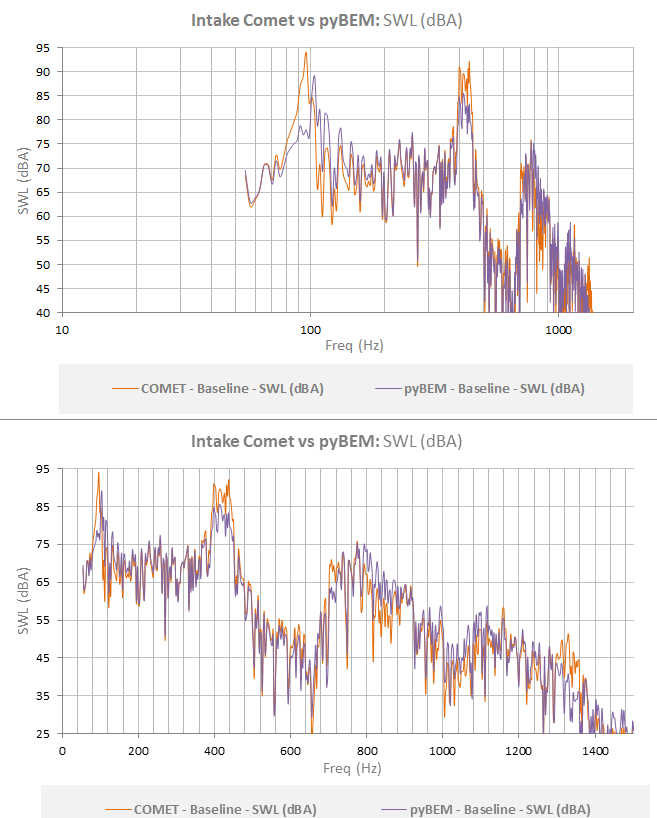 Intake Comet vs pyBEM: SWL (dBA)
95
90
85
80
75
70
65
60
55
50
45
40
SWL (dBA)
10 100 1000
Freq (Hz)
COMET - Baseline - SWL (dBA) pyBEM - Baseline - SWL (dBA)
Intake Comet vs pyBEM: SWL (dBA)
95
85
75
65
55
45
35
25
SWL (dBA)
0 200 400 600 800 1000 1200 1400
Freq (Hz)
COMET - Baseline - SWL (dBA) pyBEM - Baseline - SWL (dBA)